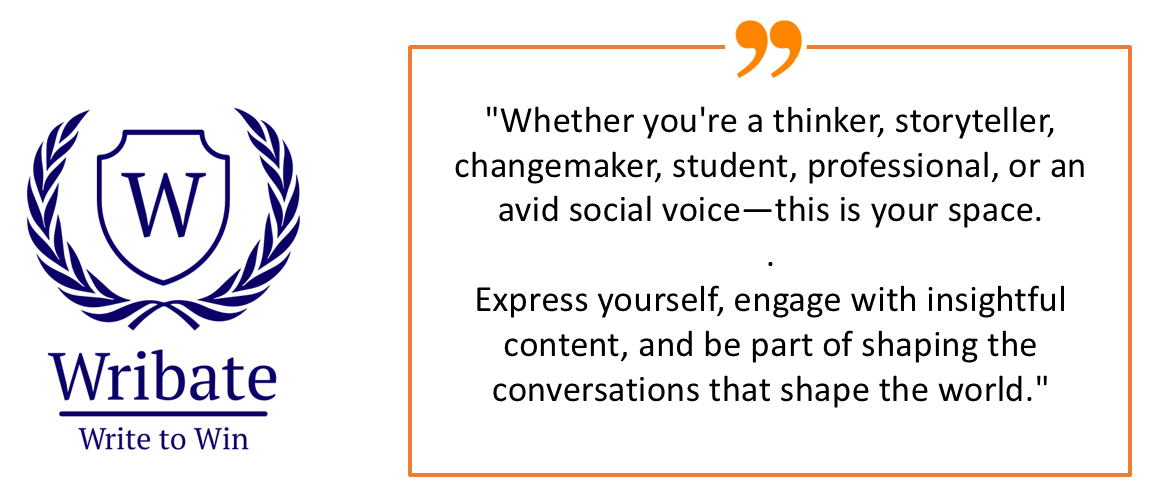 W
Wribate
Write to Win
"Whether you're a thinker, storyteller,
changemaker, student, professional, or an
avid social voice—this is your space.
.
Express yourself, engage with insightful
content, and be part of shaping the
conversations that shape the world."